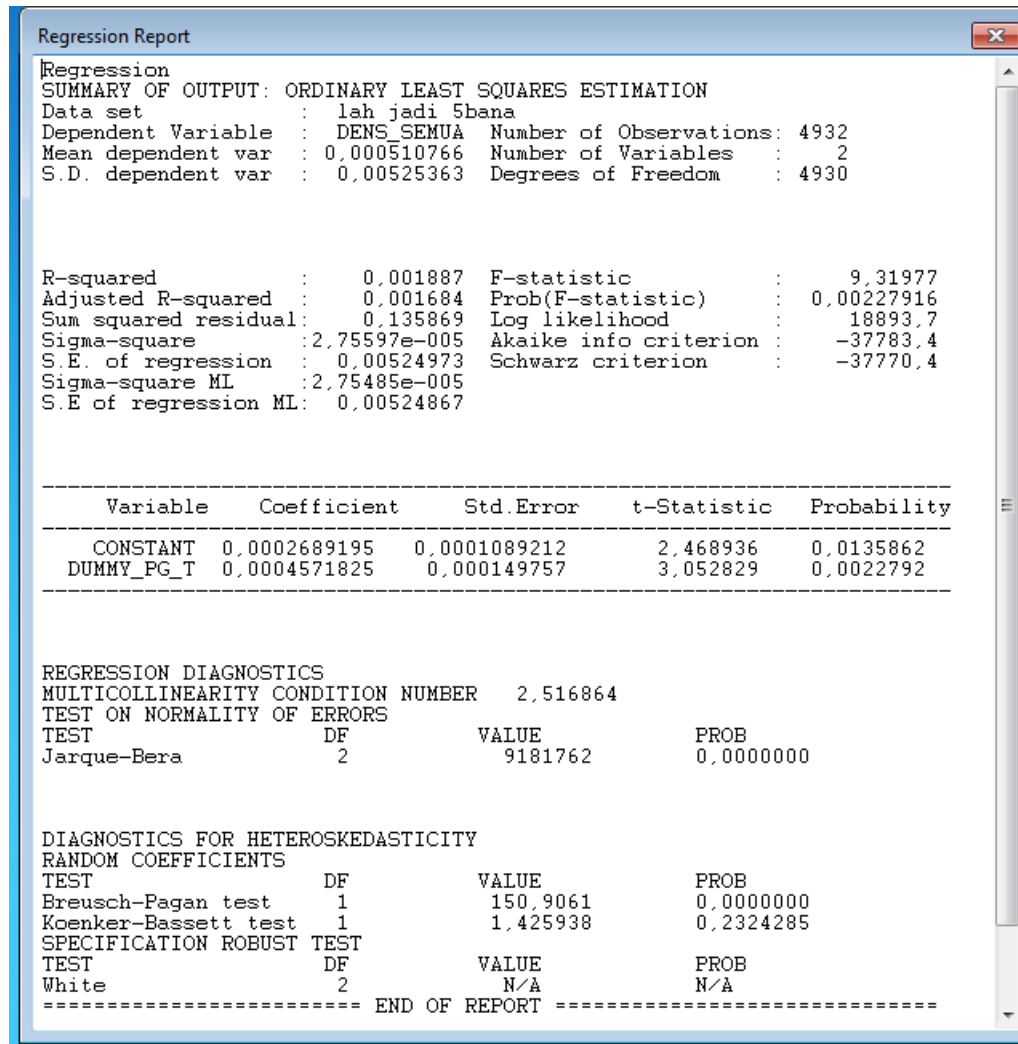 Regression Report
Regression
SUMMARY OF OUTPUT: ORDINARY LEAST SQUARES ESTIMATION
Data set : lah jadi 5bana
Dependent Variable : DENS_SEMUA Number of Observations: 4932
Mean dependent var : 0,000510766 Number of Variables : 2
S.D. dependent var : 0,00525363 Degrees of Freedom : 4930
R-squared : 0,001887 F-statistic : 9,31977
Adjusted R-squared : 0,001684 Prob(F-statistic) : 0,00227916
Sum squared residual: 0,135869 Log likelihood : 18893,7
Sigma-square :2,75597e-005 Akaike info criterion : -37783,4
S.E. of regression : 0,00524973 Schwarz criterion : -37770,4
Sigma-square ML :2,75485e-005
S.E of regression ML: 0,00524867
-----------------------------------------------------------------------
Variable Coefficient Std.Error t-Statistic Probability
-----------------------------------------------------------------------
CONSTANT 0,0002689195 0,0001089212 2,468936 0,0135862
DUMMY_PG_T 0,0004571825 0,000149757 3,052829 0,0022792
-----------------------------------------------------------------------
REGRESSION DIAGNOSTICS
MULTICOLLINEARITY CONDITION NUMBER 2,516864
TEST ON NORMALITY OF ERRORS
TEST DF VALUE PROB
Jarque-Bera 2 9181762 0,0000000
DIAGNOSTICS FOR HETEROSKEDASTICITY
RANDOM COEFFICIENTS
TEST DF VALUE PROB
Breusch-Pagan test 1 150,9061 0,0000000
Koenker-Bassett test 1 1,425938 0,2324285
SPECIFICATION ROBUST TEST
TEST DF VALUE PROB
White 2 N/A N/A
========================= END OF REPORT ==============================